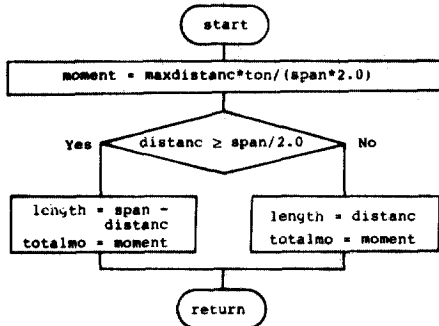 start
moment = maxdistanc*ton/(span*2.0)
distanc ≥ span/2.0
Yes
No
length = span -
distanc
totalmo = moment
length = distanc
totalmo = moment
return